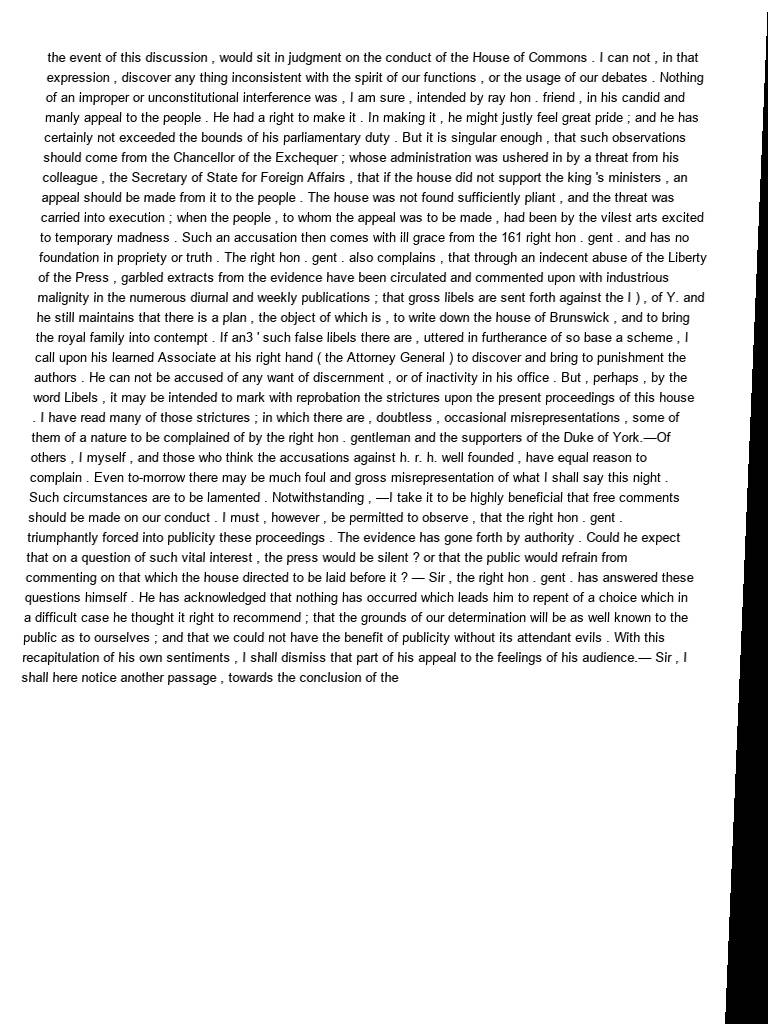 the event of this discussion , would sit in judgment on the conduct of the House of Commons . I can not , in that
expression , discover any thing inconsistent with the spirit of our functions , or the usage of our debates . Nothing
of an improper or unconstitutional interference was , I am sure , intended by ray hon . friend , in his candid and
manly appeal to the people . He had a right to make it . In making it , he might justly feel great pride ; and he has
certainly not exceeded the bounds of his parliamentary duty . But it is singular enough , that such observations
should come from the Chancellor of the Exchequer ; whose administration was ushered in by a threat from his
colleague , the Secretary of State for Foreign Affairs , that if the house did not support the king 's ministers , an
appeal should be made from it to the people . The house was not found sufficiently pliant , and the threat was
carried into execution ; when the people , to whom the appeal was to be made , had been by the vilest arts excited
to temporary madness . Such an accusation then comes with ill grace from the 161 right hon . gent . and has no
foundation in propriety or truth . The right hon . gent . also complains , that through an indecent abuse of the Liberty
of the Press , garbled extracts from the evidence have been circulated and commented upon with industrious
malignity in the numerous diurnal and weekly publications ; that gross libels are sent forth against the I ) , of Y. and
he still maintains that there is a plan , the object of which is , to write down the house of Brunswick , and to bring
the royal family into contempt . If an3 ' such false libels there are , uttered in furtherance of so base a scheme , I
call upon his learned Associate at his right hand ( the Attorney General ) to discover and bring to punishment the
authors . He can not be accused of any want of discernment , or of inactivity in his office . But , perhaps , by the
word Libels , it may be intended to mark with reprobation the strictures upon the present proceedings of this house
. I have read many of those strictures ; in which there are , doubtless , occasional misrepresentations , some of
them of a nature to be complained of by the right hon . gentleman and the supporters of the Duke of York.—Of
others , I myself , and those who think the accusations against h. r. h. well founded , have equal reason to
complain . Even to-morrow there may be much foul and gross misrepresentation of what I shall say this night .
Such circumstances are to be lamented . Notwithstanding , —I take it to be highly beneficial that free comments
should be made on our conduct . I must , however , be permitted to observe , that the right hon . gent .
triumphantly forced into publicity these proceedings . The evidence has gone forth by authority . Could he expect
that on a question of such vital interest , the press would be silent ? or that the public would refrain from
commenting on that which the house directed to be laid before it ? — Sir , the right hon . gent . has answered these
questions himself . He has acknowledged that nothing has occurred which leads him to repent of a choice which in
a difficult case he thought it right to recommend ; that the grounds of our determination will be as well known to the
public as to ourselves ; and that we could not have the benefit of publicity without its attendant evils . With this
recapitulation of his own sentiments , I shall dismiss that part of his appeal to the feelings of his audience.— Sir , I
shall here notice another passage , towards the conclusion of the